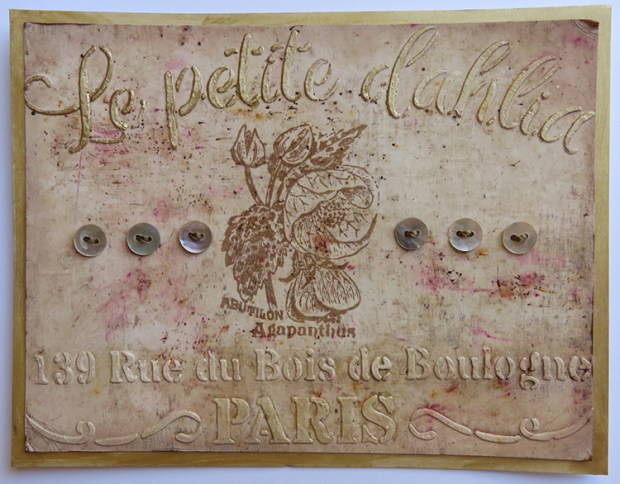 Le petite dahlia
ABUTILON
Agapanthus
139 Rue du Bois de Boulogne
PARIS